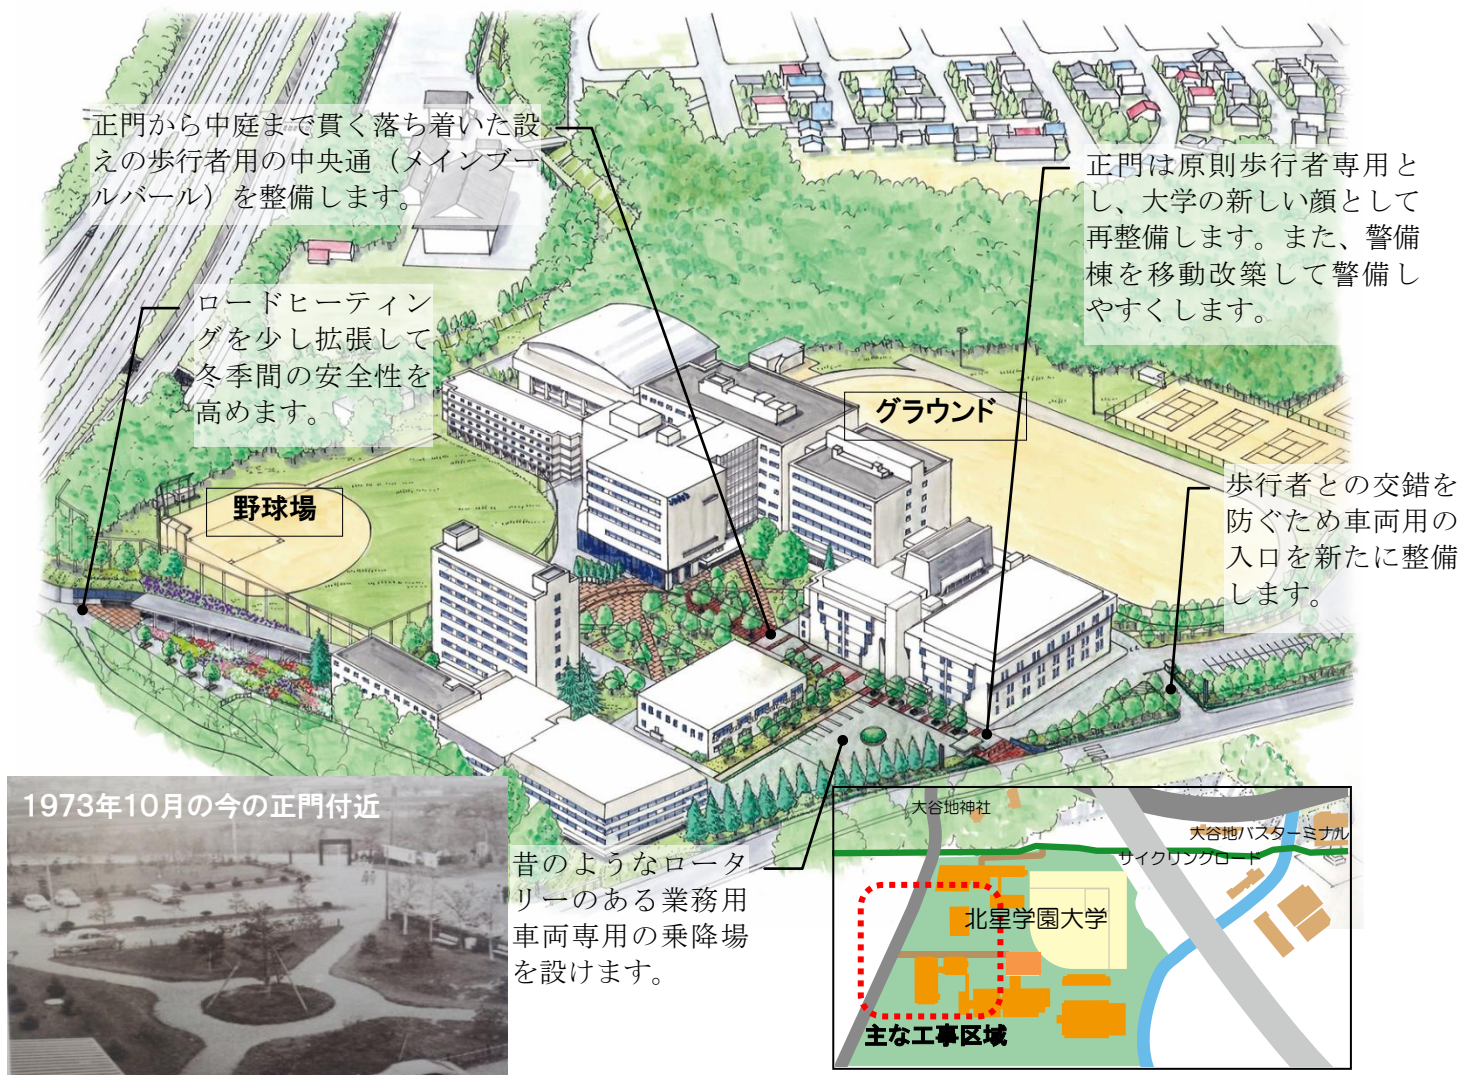 正門から中庭まで貫く落ち着いた設
えの歩行者用の中央通（メインブー
ルバール）を整備します。
正門は原則歩行者専用と
し、大学の新しい顔として
再整備します。また、警備
棟を移動改築して警備し
やすくします。
ロードヒーティン
グを少し拡張して
冬季間の安全性を
高めます。
グラウンド
野球場
歩行者との交錯を
防ぐため車両用の
入口を新たに整備
します。
1973年10月の今の正門付近
昔のようなロータ
リーのある業務用
車両専用の乗降場
を設けます。
大谷地神社
大谷地バスターミナル
サイクリングロード
北星学園大学
主な工事区域